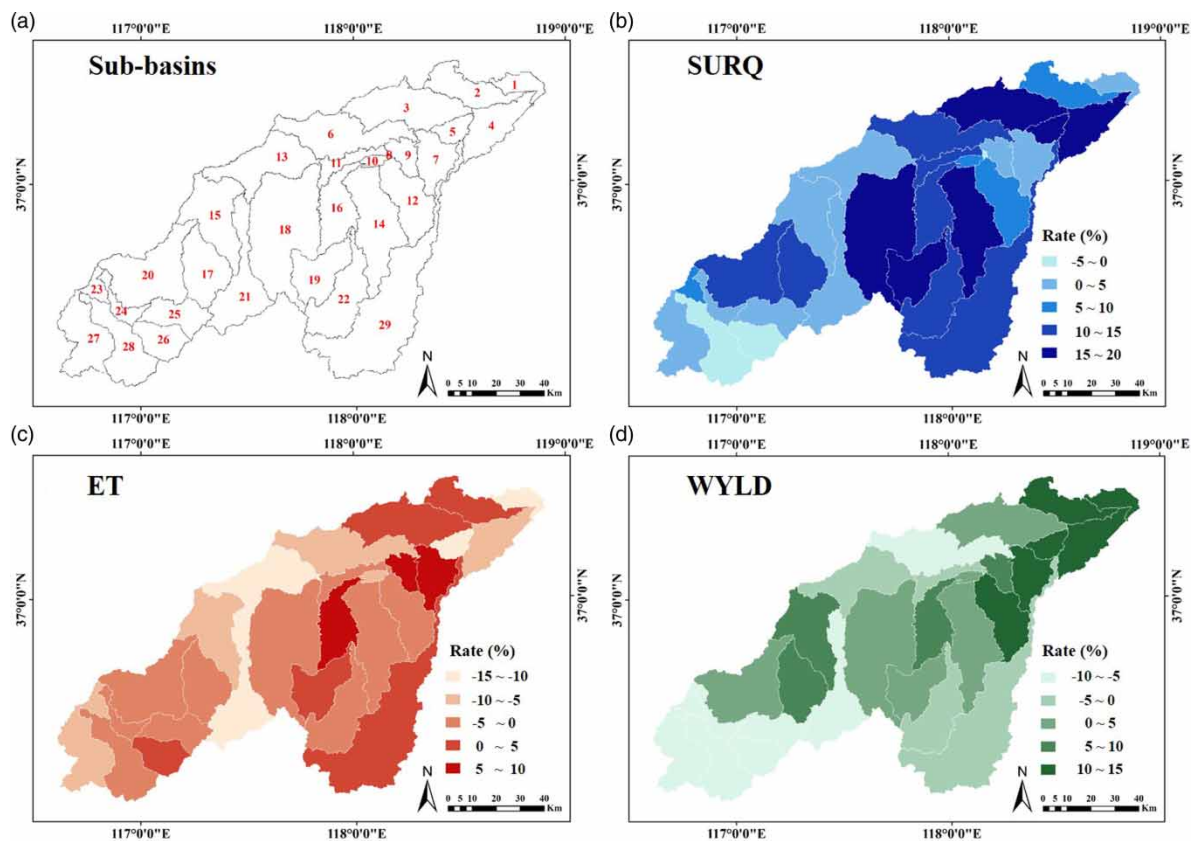 (a)
117°0'0"E 118°0'0"E 119°0'0"E
Sub-basins
1
2
3
4
5
6
7
8
9
10
11
12
13
14
15
16
17
18
19
20
21
22
23
24
25
26
27
28
29
37°0'0"N
N
0 5 10 20 30 40
Km
117°0'0"E 118°0'0"E
(b)
117°0'0"E 118°0'0"E 119°0'0"E
SURQ
37°0'0"N
Rate (%)
-5 ~ 0
0 ~ 5
5 ~ 10
10 ~ 15
15 ~ 20
N
0 5 10 20 30 40
Km
117°0'0"E 118°0'0"E
(c)
117°0'0"E 118°0'0"E 119°0'0"E
ET
37°0'0"N
Rate (%)
-15 ~ -10
-10 ~ -5
-5 ~ 0
0 ~ 5
5 ~ 10
N
0 5 10 20 30 40
Km
117°0'0"E 118°0'0"E
(d)
117°0'0"E 118°0'0"E 119°0'0"E
WYLD
37°0'0"N
Rate (%)
-10 ~ -5
-5 ~ 0
0 ~ 5
5 ~ 10
10 ~ 15
N
0 5 10 20 30 40
Km
117°0'0"E 118°0'0"E